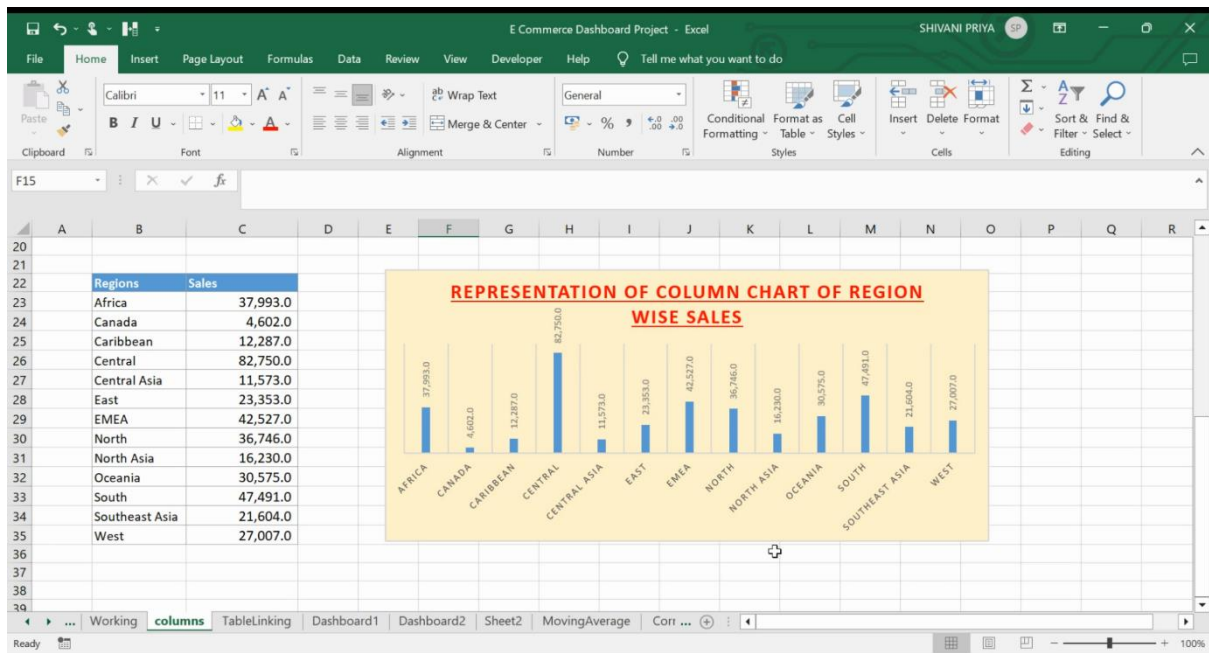 E Commerce Dashboard Project - Excel
SHIVANI PRIYA SP
File Home Insert Page Layout Formulas Data Review View Developer Help Tell me what you want to do
Paste
Calibri 11 A A
B I U A
ab Wrap Text
Merge & Center
General
% 9 .0 .00 .00 .0
Conditional Formatting
Format as Table
Cell Styles
Insert Delete Format
Sort & Filter
Find & Select
Clipboard Font Alignment Number Styles Cells Editing
F15 fx
A B C D E F G H I J K L M N O P Q R
20
21
22 Regions Sales
23 Africa 37,993.0
24 Canada 4,602.0
25 Caribbean 12,287.0
26 Central 82,750.0
27 Central Asia 11,573.0
28 East 23,353.0
29 EMEA 42,527.0
30 North 36,746.0
31 North Asia 16,230.0
32 Oceania 30,575.0
33 South 47,491.0
34 Southeast Asia 21,604.0
35 West 27,007.0
36
37
38
39
REPRESENTATION OF COLUMN CHART OF REGION
WISE SALES
37,993.0 4,602.0 12,287.0 82,750.0 11,573.0 23,353.0 42,527.0 36,746.0 16,230.0 30,575.0 47,491.0 21,604.0 27,007.0
AFRICA CANADA CARIBBEAN CENTRAL CENTRAL ASIA EAST EMEA NORTH NORTH ASIA OCEANIA SOUTH SOUTHEAST ASIA WEST
... Working columns TableLinking Dashboard1 Dashboard2 Sheet2 MovingAverage Corr ...
Ready 100%